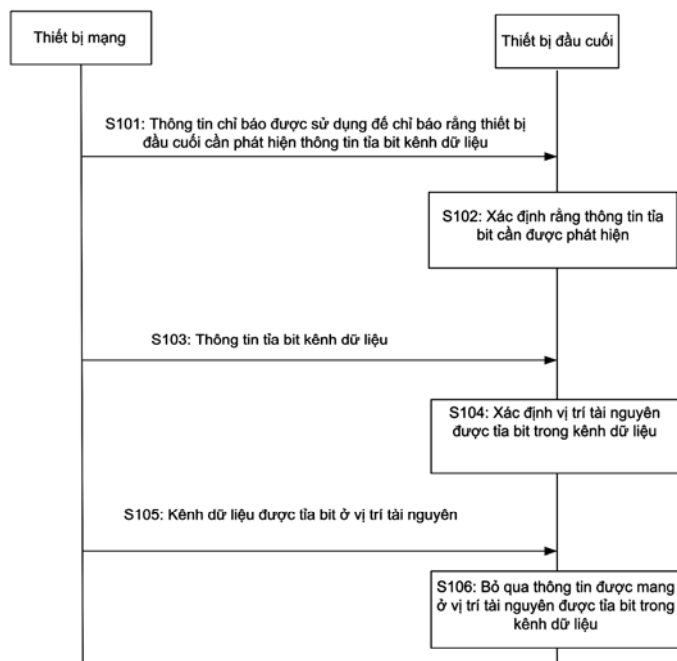 Thiết bị mạng
Thiết bị đầu cuối
S101: Thông tin chỉ báo được sử dụng để chỉ báo rằng thiết bị
đầu cuối cần phát hiện thông tin tỉa bit kênh dữ liệu
S102: Xác định rằng thông tin tỉa
bit cần được phát hiện
S103: Thông tin tỉa bit kênh dữ liệu
S104: Xác định vị trí tài nguyên
được tỉa bit trong kênh dữ liệu
S105: Kênh dữ liệu được tỉa bit ở vị trí tài nguyên
S106: Bỏ qua thông tin được mang
ở vị trí tài nguyên được tỉa bit trong
kênh dữ liệu